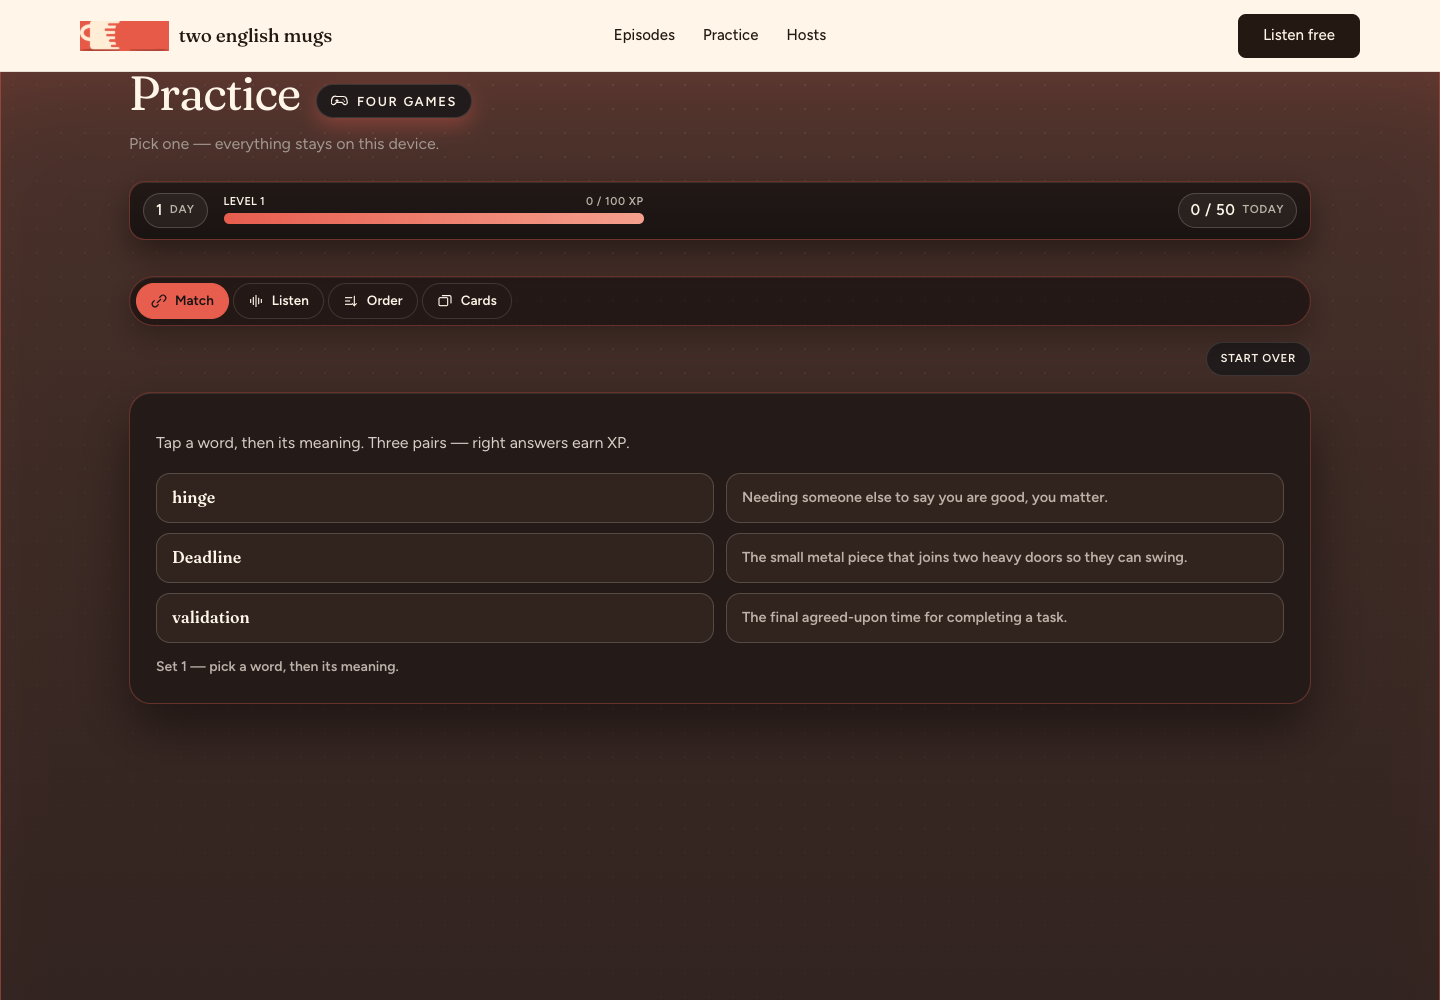 two english mugs
Episodes Practice Hosts
Listen free
Practice
FOUR GAMES
Pick one — everything stays on this device.
1 DAY
LEVEL 1
0 / 100 XP
0 / 50 TODAY
Match
Listen
Order
Cards
START OVER
Tap a word, then its meaning. Three pairs — right answers earn XP.
hinge
Needing someone else to say you are good, you matter.
Deadline
The small metal piece that joins two heavy doors so they can swing.
validation
The final agreed-upon time for completing a task.
Set 1 — pick a word, then its meaning.